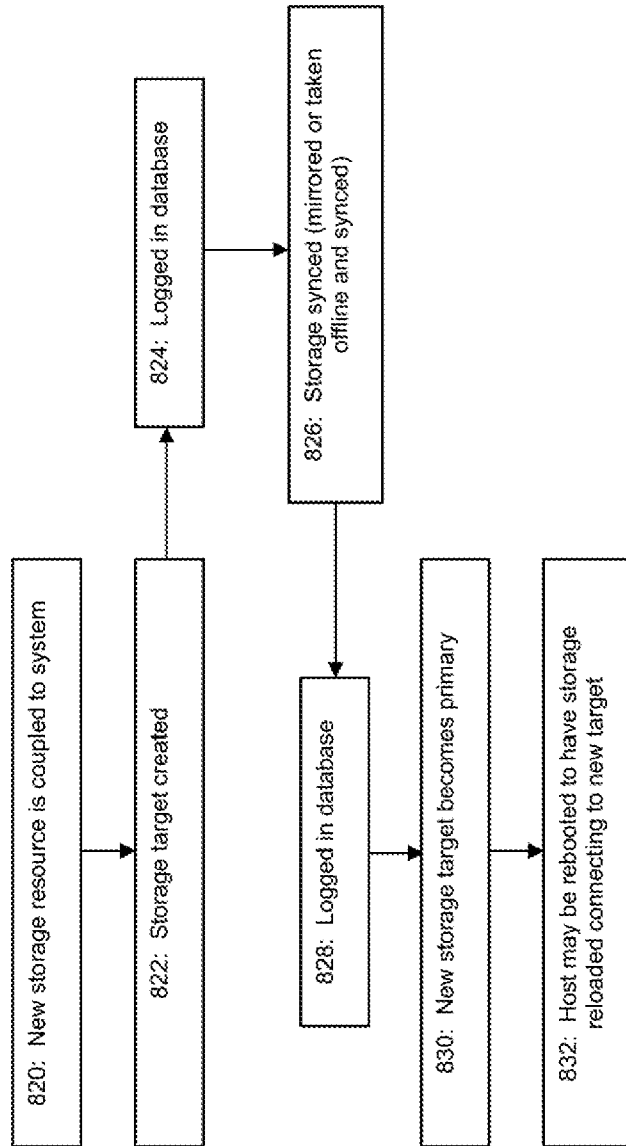 820: New storage resource is coupled to system
822: Storage target created
824: Logged in database
826: Storage synced (mirrored or taken
offline and synced)
828: Logged in database
830: New storage target becomes primary
832: Host may be rebooted to have storage
reloaded connecting to new target